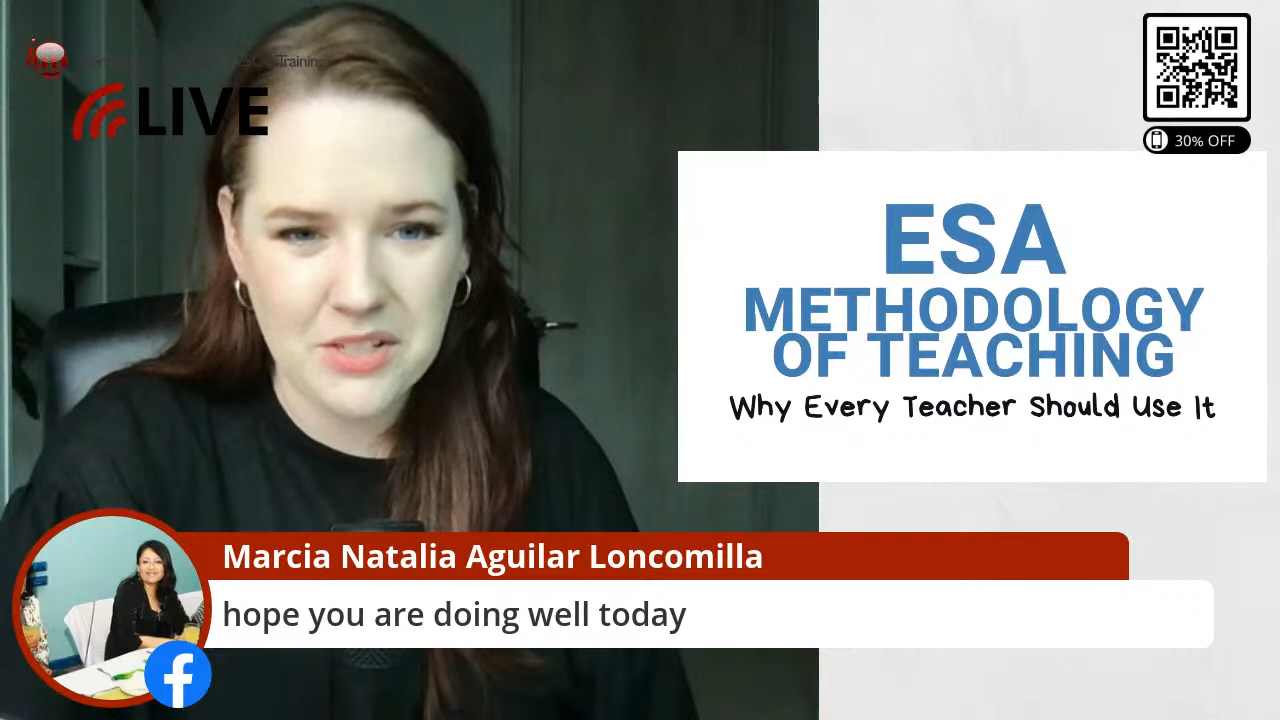 Training
LIVE
30% OFF
ESA
METHODOLOGY
OF TEACHING
Why Every Teacher Should Use It
Marcia Natalia Aguilar Loncomilla
hope you are doing well today